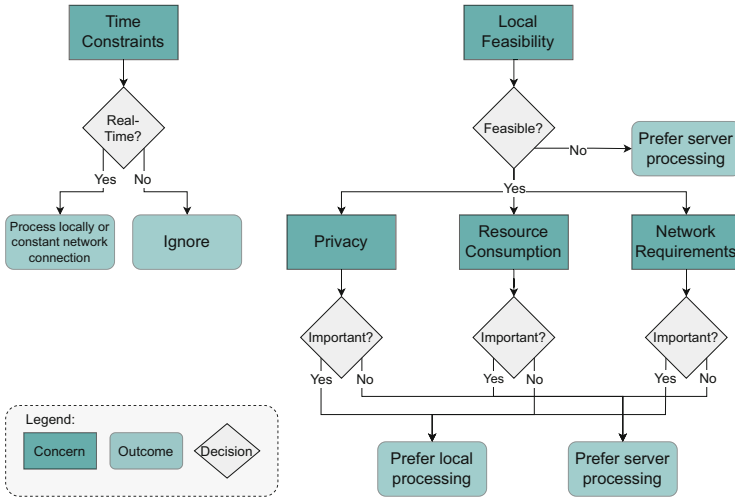 Time
Constraints
Real-
Time?
Yes
No
Process locally or
constant network
connection
Ignore
Local
Feasibility
Feasible?
No
Prefer server
processing
Yes
Privacy
Resource
Consumption
Network
Requirements
Important?
Important?
Important?
Yes
No
Yes
No
Yes
No
Prefer local
processing
Prefer server
processing
Legend:
Concern
Outcome
Decision